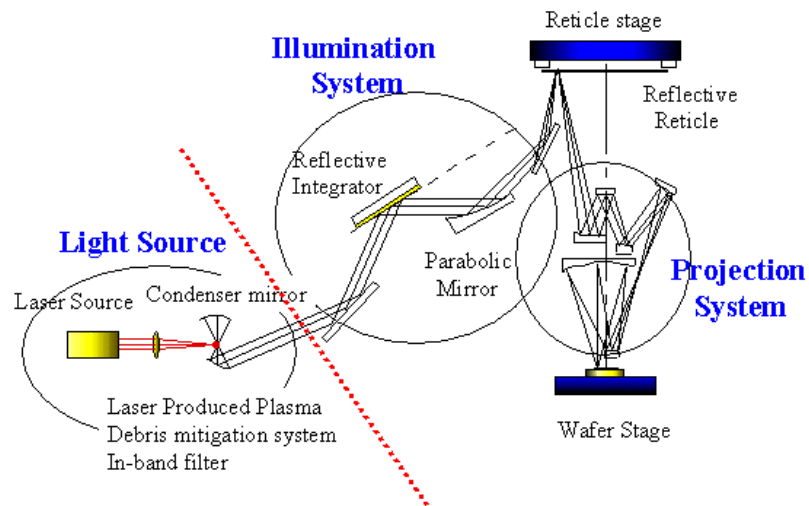 Reticle stage
Illumination
System
Reflective
Reticle
Reflective
Integrator
Light Source
Parabolic
Mirror
Projection
System
Laser Source
Condenser mirror
Laser Produced Plasma
Debris mitigation system
In-band filter
Wafer Stage